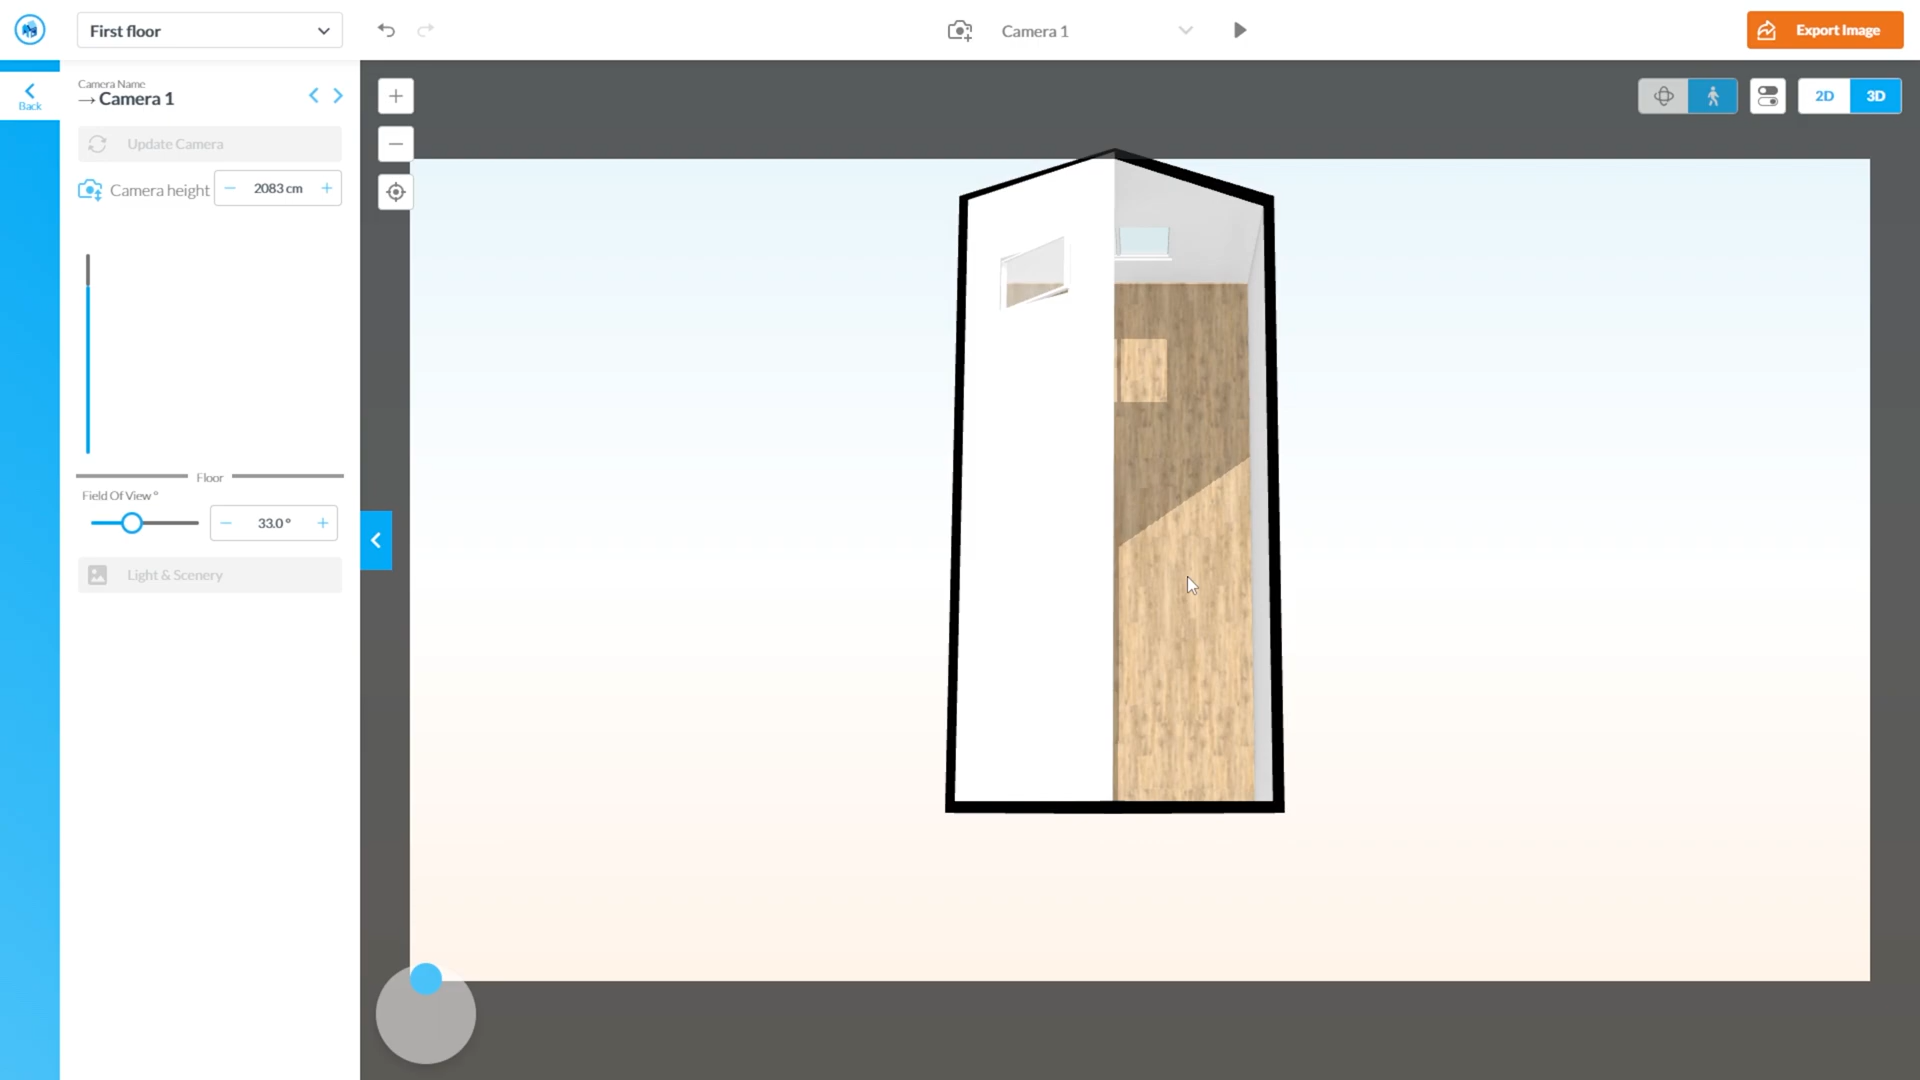 First floor
Camera 1
Export Image
Back
Camera Name
→ Camera 1
2D
3D
Update Camera
Camera height
2083 cm
Floor
Field Of View °
33.0 °
Light & Scenery